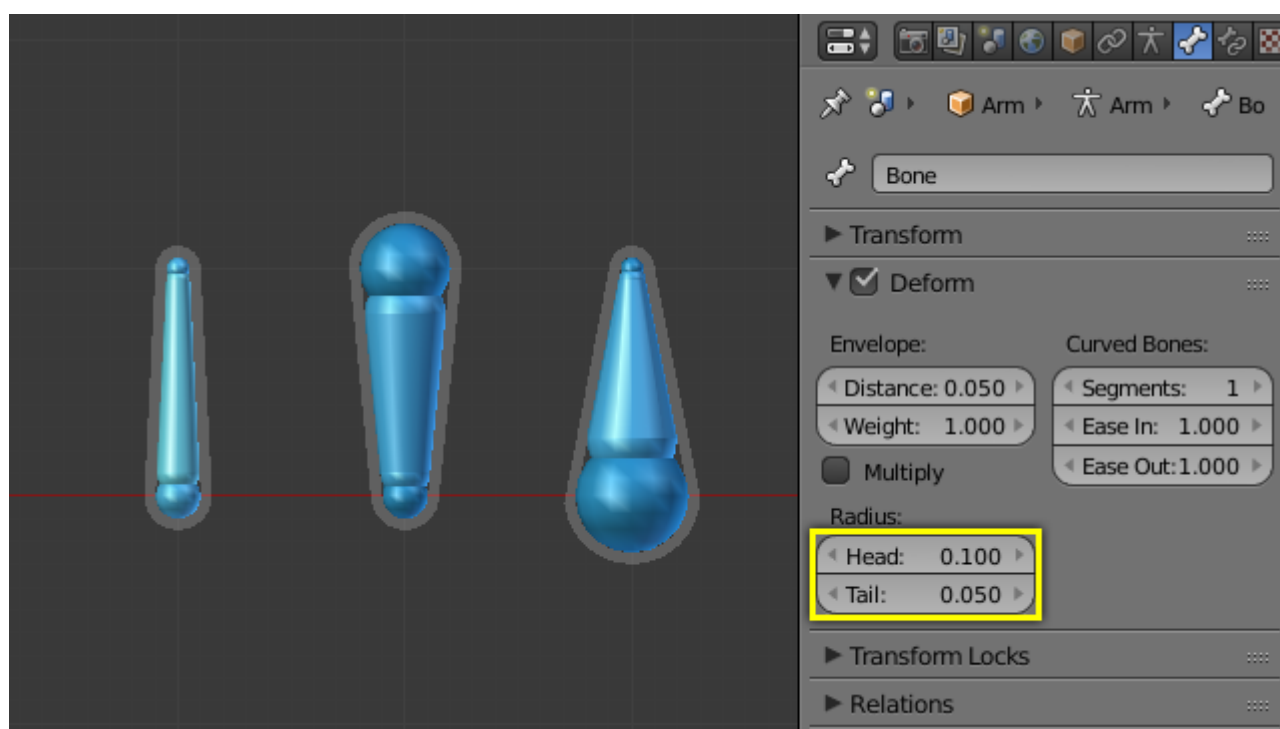 Arm Arm Bo
Bone
Transform
Deform
Envelope: Curved Bones:
Distance: 0.050 Segments: 1
Weight: 1.000 Ease In: 1.000
Multiply Ease Out:1.000
Radius:
Head: 0.100
Tail: 0.050
Transform Locks
Relations